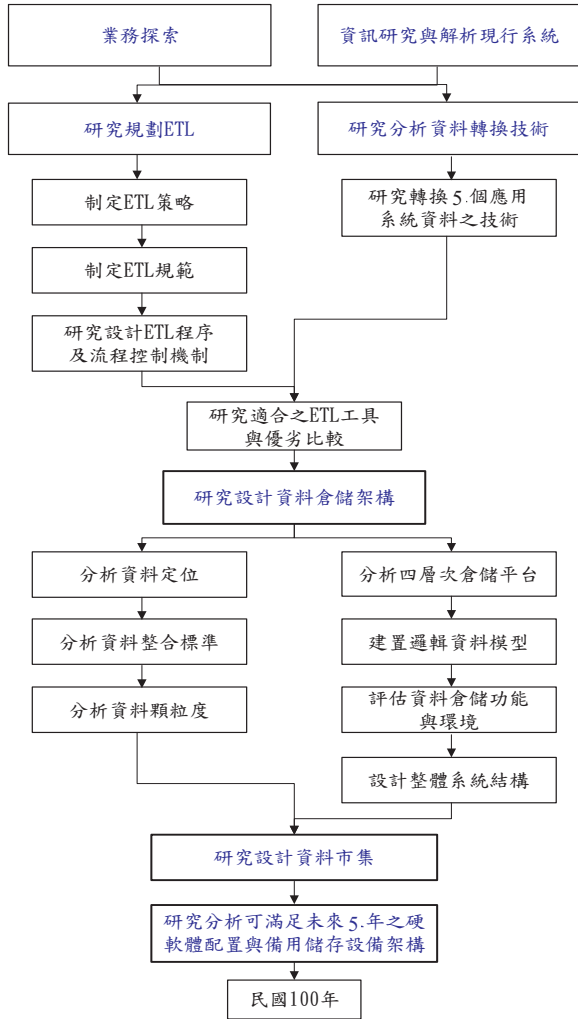 業務探索
資訊研究與解析現行系統
研究規劃ETL
研究分析資料轉換技術
制定ETL策略
研究轉換5.個應用
系統資料之技術
制定ETL規範
研究設計ETL程序
及流程控制機制
研究適合之ETL工具
與優劣比較
研究設計資料倉儲架構
分析資料定位
分析四層次倉儲平台
分析資料整合標準
建置邏輯資料模型
分析資料顆粒度
評估資料倉儲功能
與環境
設計整體系統結構
研究設計資料市集
研究分析可滿足未來5.年之硬
軟體配置與備用儲存設備架構
民國100年